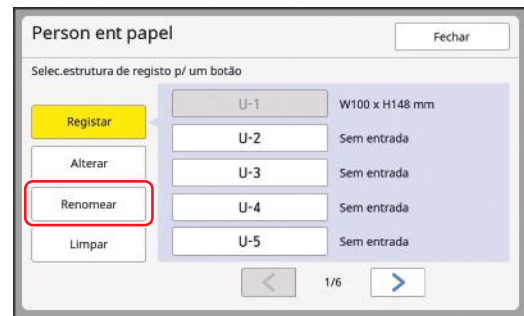 Person ent papel
Fechar
Selec.estrutura de registo p/ um botão
Registar
Alterar
Renomear
Limpar
U-1 W100 x H148 mm
U-2 Sem entrada
U-3 Sem entrada
U-4 Sem entrada
U-5 Sem entrada
1/6